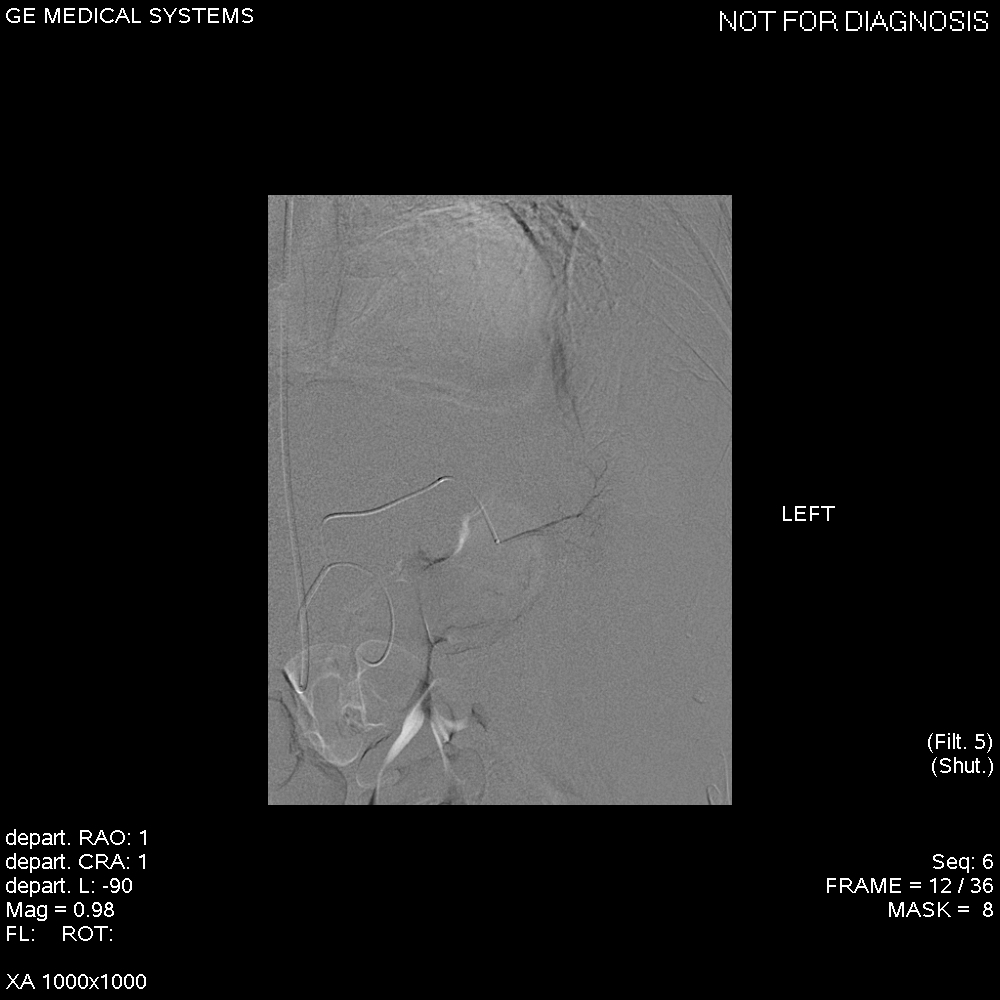 GE MEDICAL SYSTEMS
NOT FOR DIAGNOSIS
LEFT
(Filt. 5)
(Shut.)
depart. RAO: 1
depart. CRA: 1
depart. L: -90
Mag = 0.98
FL: ROT:
XA 1000x1000
Seq: 6
FRAME = 12 / 36
MASK = 8